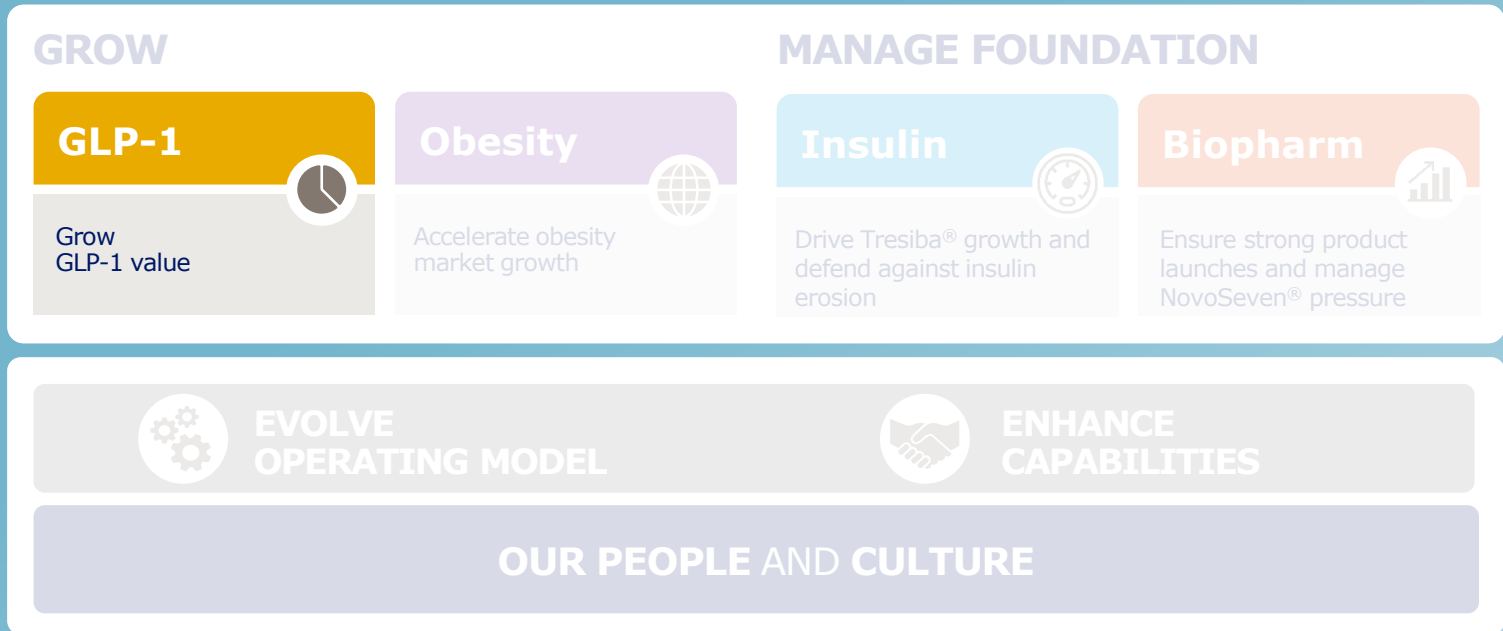 GROW
GLP-1
Grow
GLP-1 value
Obesity
Accelerate obesity
market growth
MANAGE FOUNDATION
Insulin
Drive Tresiba® growth and
defend against insulin
erosion
Biopharm
Ensure strong product
launches and manage
NovoSeven® pressure
EVOLVE
OPERATING MODEL
ENHANCE
CAPABILITIES
OUR PEOPLE AND CULTURE